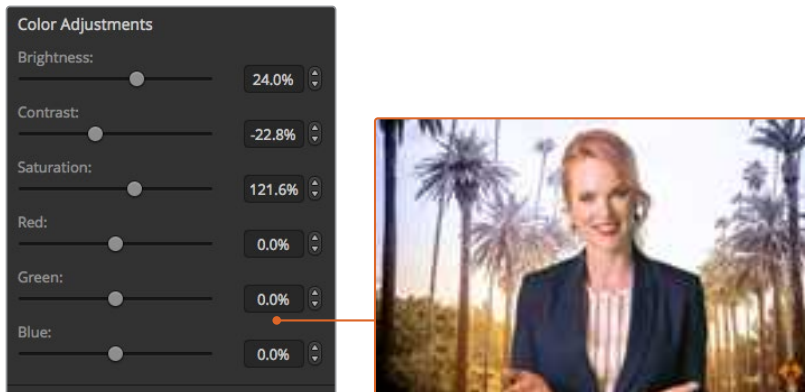 Color Adjustments
Brightness:
24.0%
Contrast:
-22.8%
Saturation:
121.6%
Red:
0.0%
Green:
0.0%
Blue:
0.0%